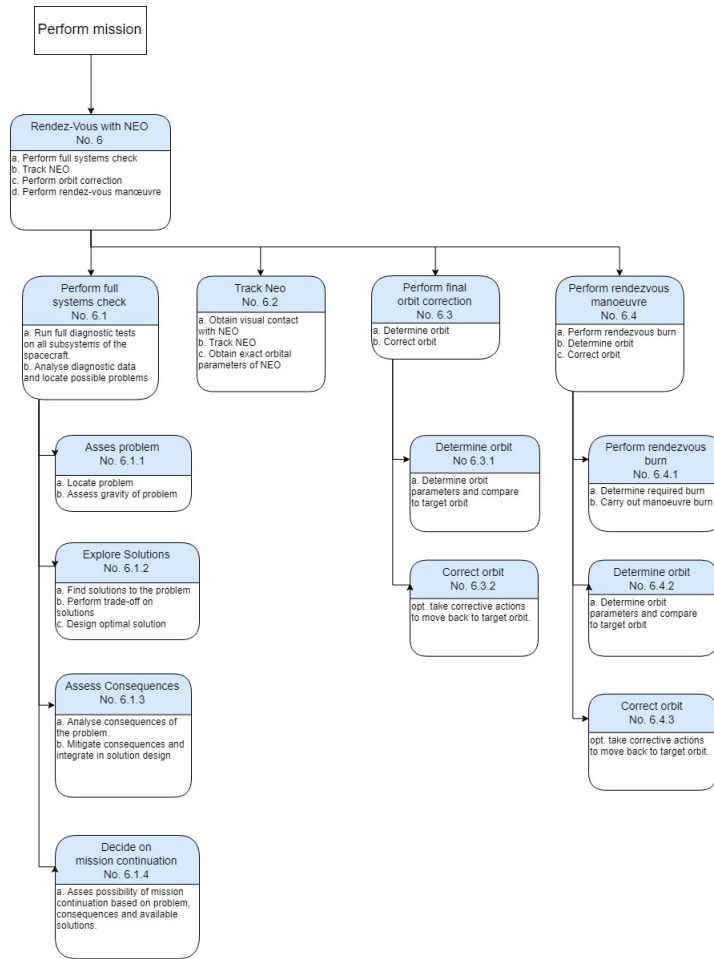 Perform mission
Rendez-Vous with NEO
No. 6
a. Perform full systems check
b. Track NEO
c. Perform orbit correction
d. Perform rendez-vous manœuvre
Perform full
systems check
No. 6.1
a. Run full diagnostic tests
on all subsystems of the
spacecraft.
b. Analyse diagnostic data
and locate possible problems
Track Neo
No. 6.2
a. Obtain visual contact
with NEO
b. Track NEO
c. Obtain exact orbital
parameters of NEO
Perform final
orbit correction
No. 6.3
a. Determine orbit
b. Correct orbit
Perform rendezvous
manoeuvre
No. 6.4
a. Perform rendezvous burn
b. Determine orbit
c. Correct orbit
Asses problem
No. 6.1.1
a. Locate problem
b. Assess gravity of problem
Explore Solutions
No. 6.1.2
a. Find solutions to the problem
b. Perform trade-off on
solutions
c. Design optimal solution
Assess Consequences
No. 6.1.3
a. Analyse consequences of
the problem.
b. Mitigate consequences and
integrate in solution design
Decide on
mission continuation
No. 6.1.4
a. Asses possibility of mission
continuation based on problem,
consequences and available
solutions.
Determine orbit
No 6.3.1
a. Determine orbit
parameters and compare
to target orbit
Correct orbit
No. 6.3.2
opt. take corrective actions
to move back to target orbit.
Perform rendezvous
burn
No. 6.4.1
a. Determine required burn
b. Carry out manoeuvre burn
Determine orbit
No. 6.4.2
a. Determine orbit
parameters and compare
to target orbit
Correct orbit
No. 6.4.3
opt. take corrective actions
to move back to target orbit.